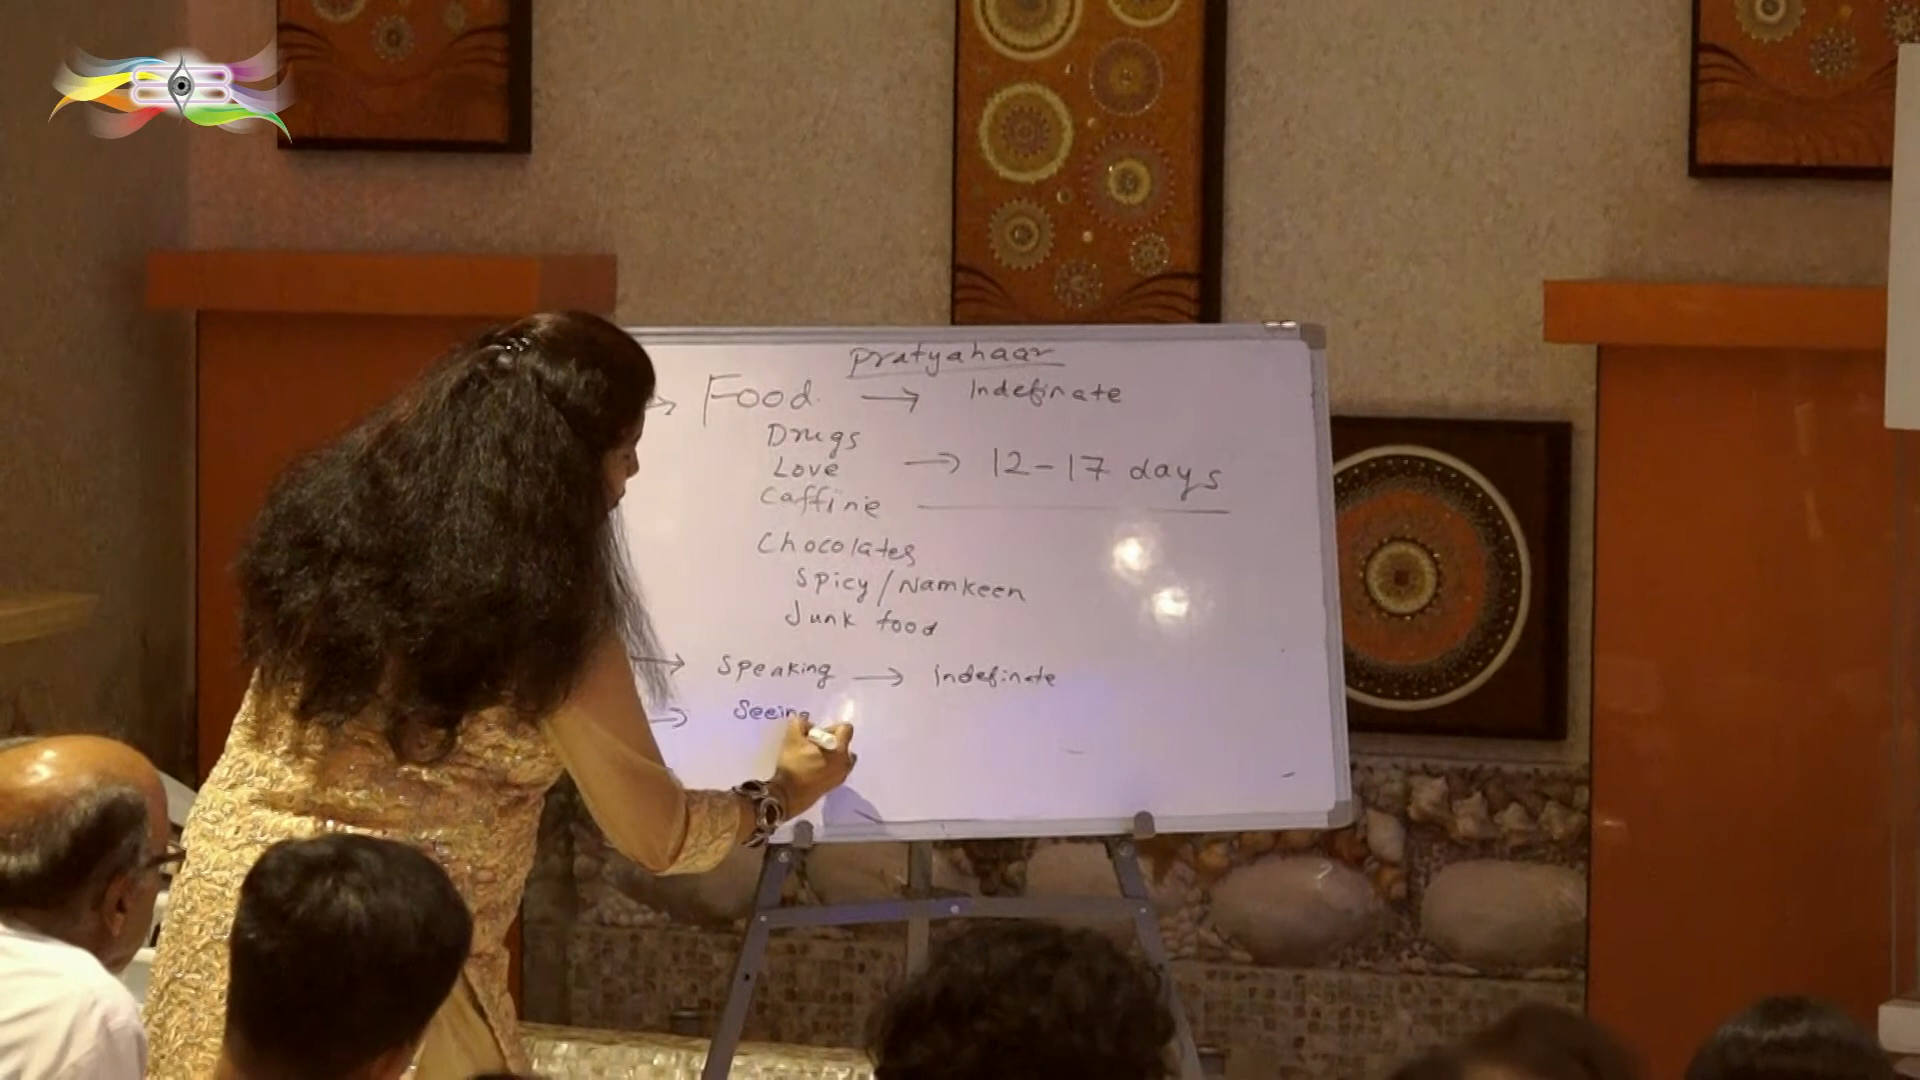 Pratyahaar
→ Food. → Indefinate
Drugs
Love → 12-17 days
Caffine
Chocolates
Spicy/Namkeen
Junk food
→ Speaking → Indefinate
→ Seeing